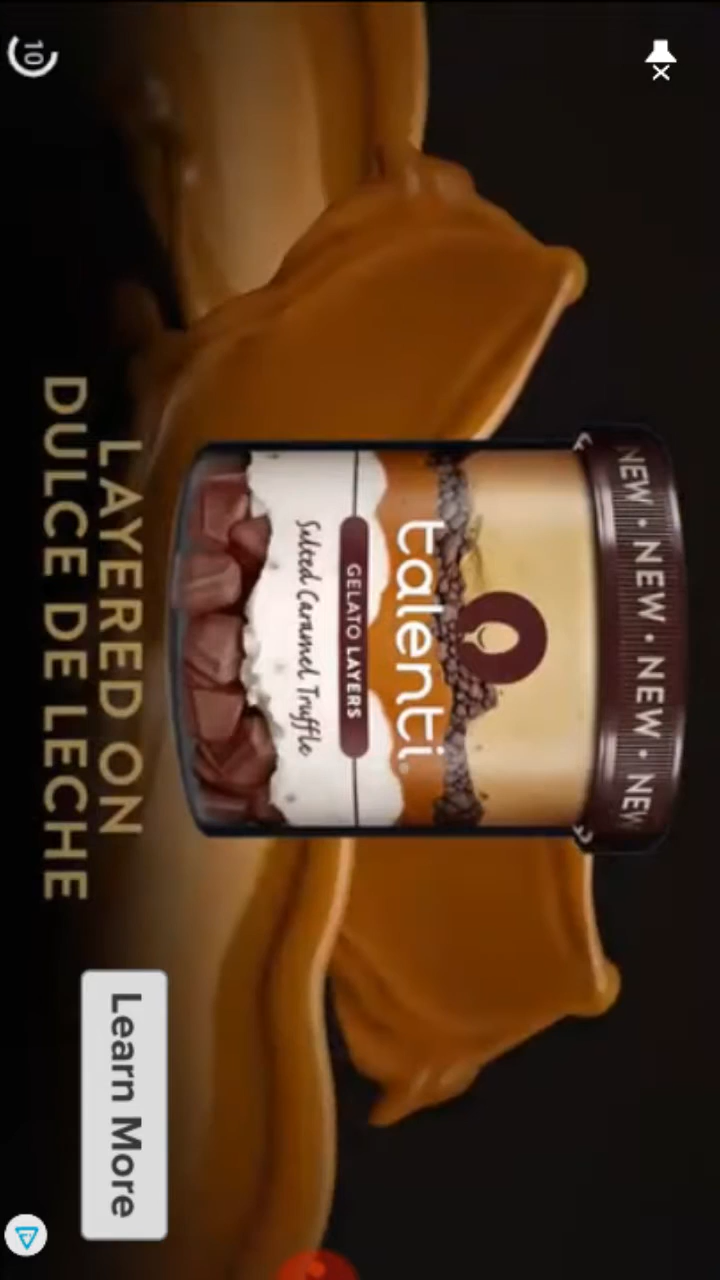 10
NEW · NEW · NEW · NEW
talenti®
GELATO LAYERS
Salted Caramel Truffle
LAYERED ON
DULCE DE LECHE
Learn More